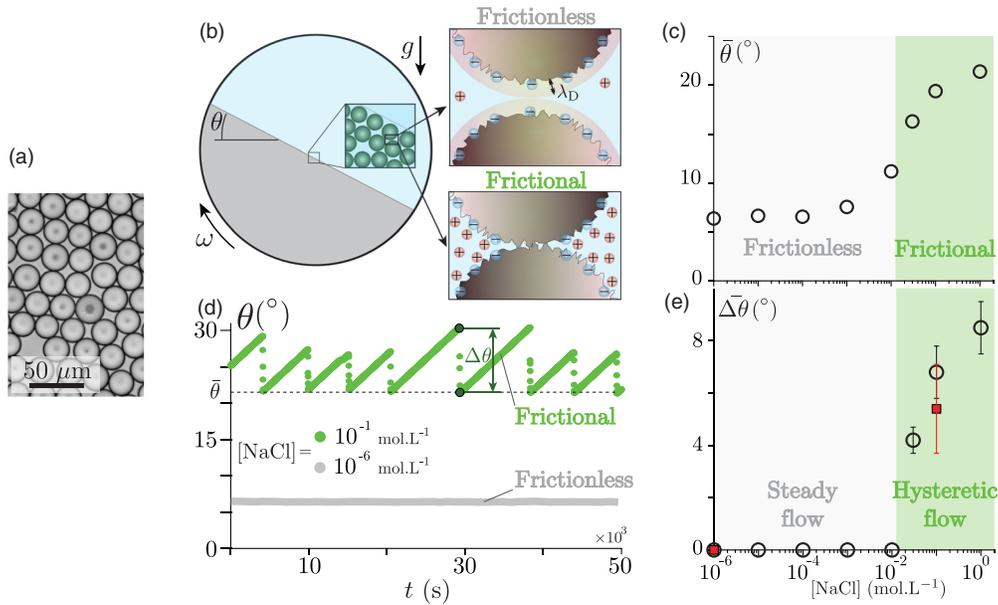 (a)
50 μm
(b)
g
θ
ω
Frictionless
λD
Frictional
(c)
θ̄(°)
20
10
0
Frictionless
Frictional
(d)
θ(°)
30
θ̄
15
0
Δθ
Frictional
[NaCl]=
10⁻¹ mol.L⁻¹
10⁻⁶ mol.L⁻¹
Frictionless
×10³
10
30
50
t (s)
(e)
Δ̄θ(°)
8
4
0
Steady
flow
Hysteretic
flow
10⁻⁶
10⁻⁴
10⁻²
10⁰
[NaCl] (mol.L⁻¹)